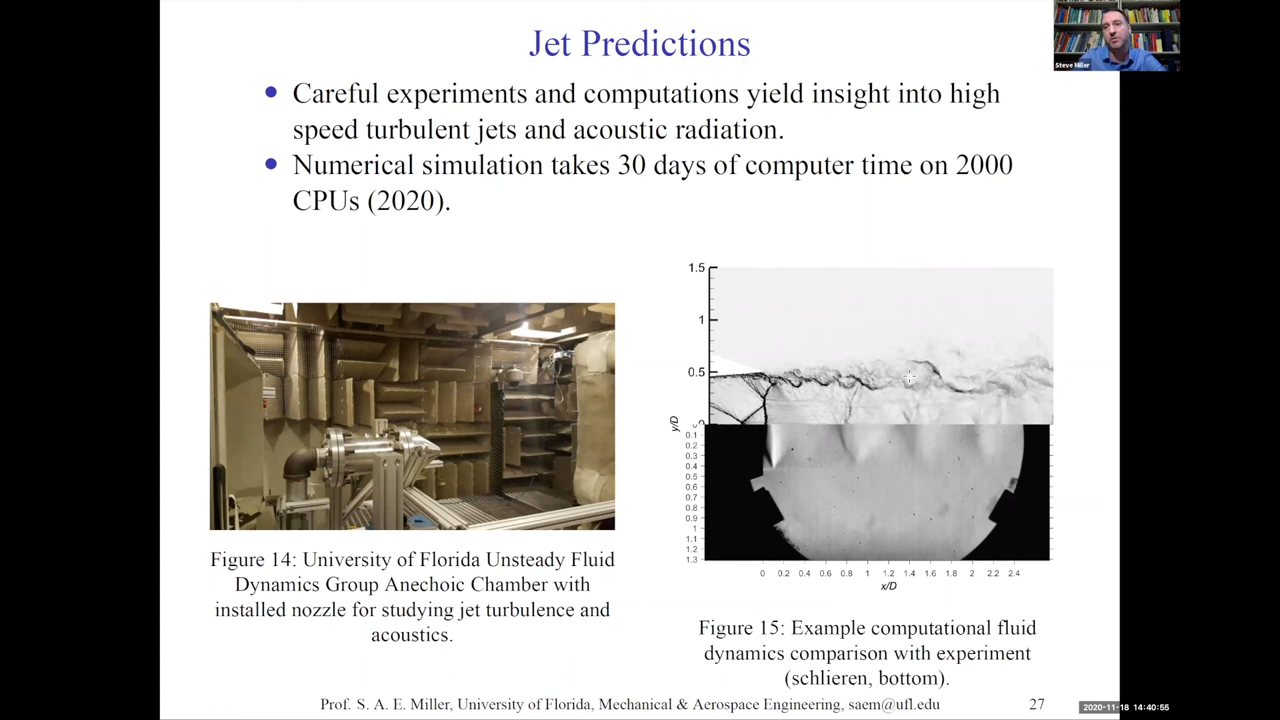 Jet Predictions
Careful experiments and computations yield insight into high
speed turbulent jets and acoustic radiation.
Numerical simulation takes 30 days of computer time on 2000
CPUs (2020).
Steve Miller
Figure 14: University of Florida Unsteady Fluid
Dynamics Group Anechoic Chamber with
installed nozzle for studying jet turbulence and
acoustics.
1.5
1
0.5
0
y/D
0.1
0.2
0.3
0.4
0.5
0.6
0.7
0.8
0.9
1
1.1
1.2
1.3
0 0.2 0.4 0.6 0.8 1 1.2 1.4 1.6 1.8 2 2.2 2.4
x/D
Figure 15: Example computational fluid
dynamics comparison with experiment
(schlieren, bottom).
Prof. S. A. E. Miller, University of Florida, Mechanical & Aerospace Engineering, saem@ufl.edu 27
2020-11-18 14:40:55